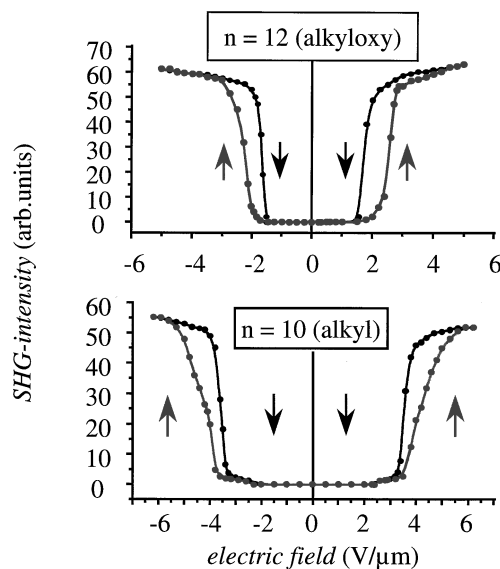 n = 12 (alkyloxy)
70
60
50
40
30
20
10
0
-6 -4 -2 0 2 4 6
SHG-intensity (arb.units)
n = 10 (alkyl)
60
50
40
30
20
10
0
-6 -4 -2 0 2 4 6
electric field (V/µm)